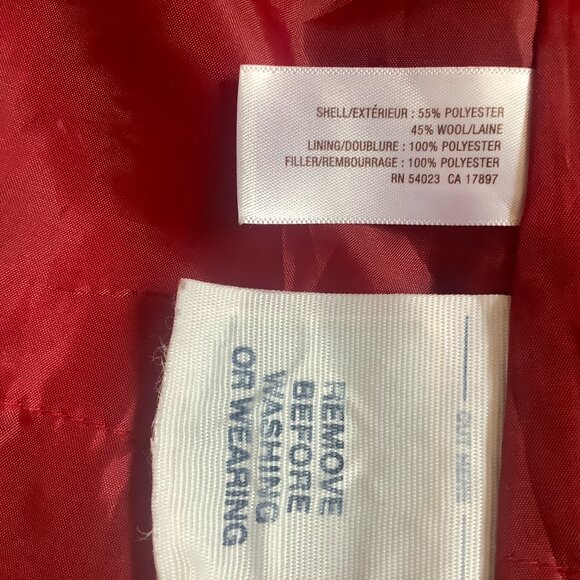 SHELL/EXTÉRIEUR : 55% POLYESTER
45% WOOL/LAINE
LINING/DOUBLURE : 100% POLYESTER
FILLER/REMBOURRAGE : 100% POLYESTER
RN 54023 CA 17897
REMOVE
BEFORE
WASHING
OR WEARING
CUT HERE